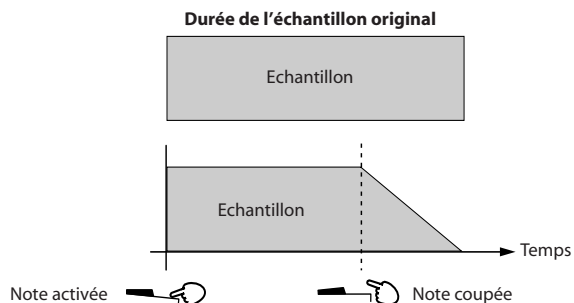 Durée de l'échantillon original
Echantillon
Echantillon
Temps
Note activée
Note coupée